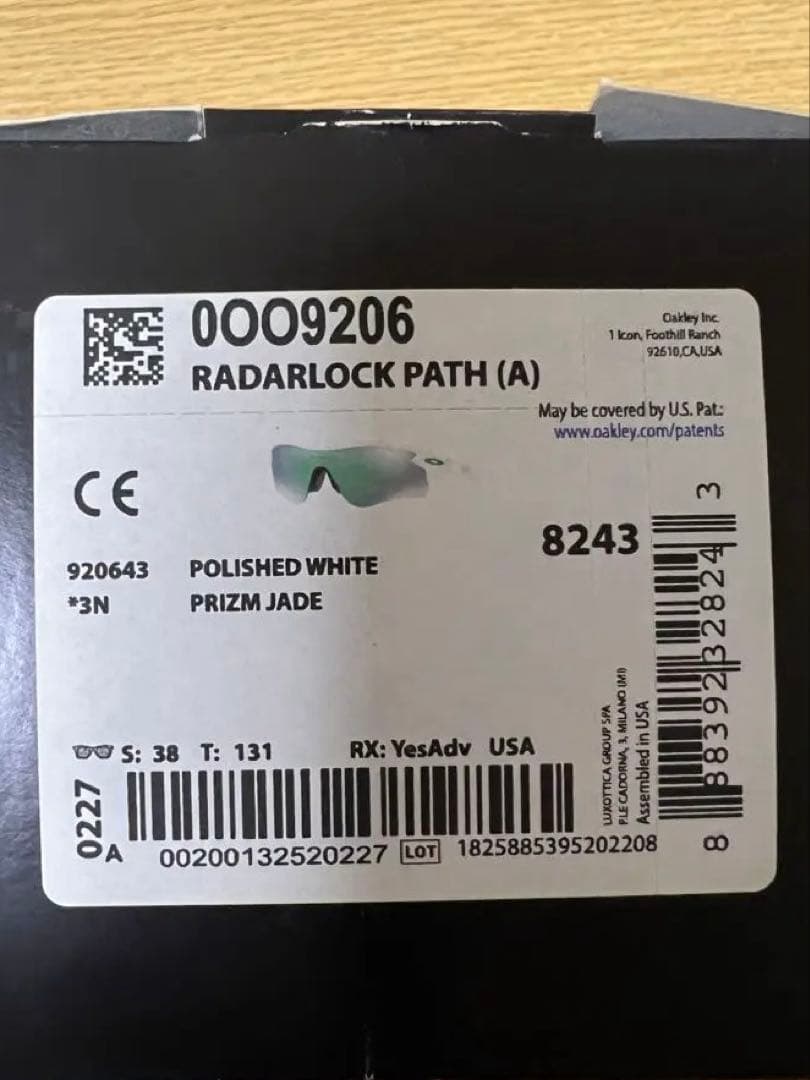 0OO9206
RADARLOCK PATH (A)
Oakley Inc.
1 Icon, Foothill Ranch
92610,CA,USA
May be covered by U.S. Pat.:
www.oakley.com/patents
CE
8243
920643 POLISHED WHITE
*3N PRIZM JADE
S: 38 T: 131 RX: YesAdv USA
0227
A 00200132520227 LOT 1825885395202208
LUXOTTICA GROUP SPA
P.LE CADORNA, 3, MILANO (MI)
Assembled in USA
8 88392 32824 3